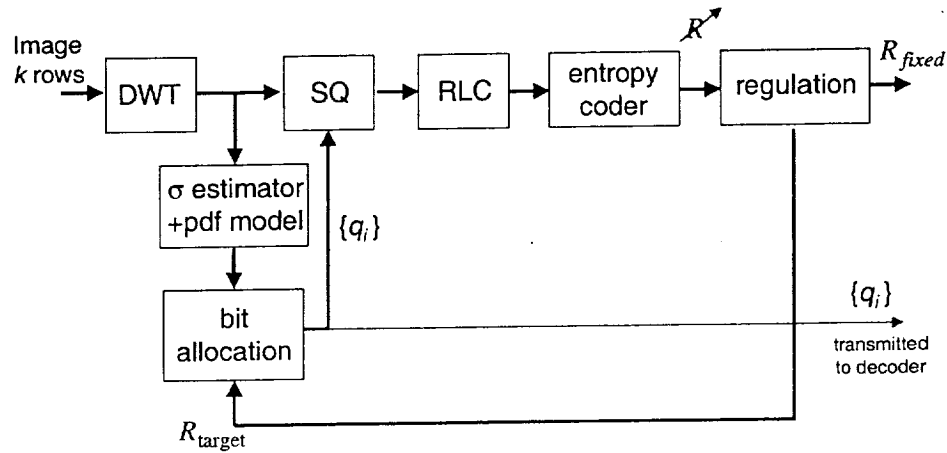 Image
k rows
DWT
SQ
RLC
entropy
coder
R
regulation
R_fixed
σ estimator
+pdf model
{q_i}
bit
allocation
{q_i}
transmitted
to decoder
R_target